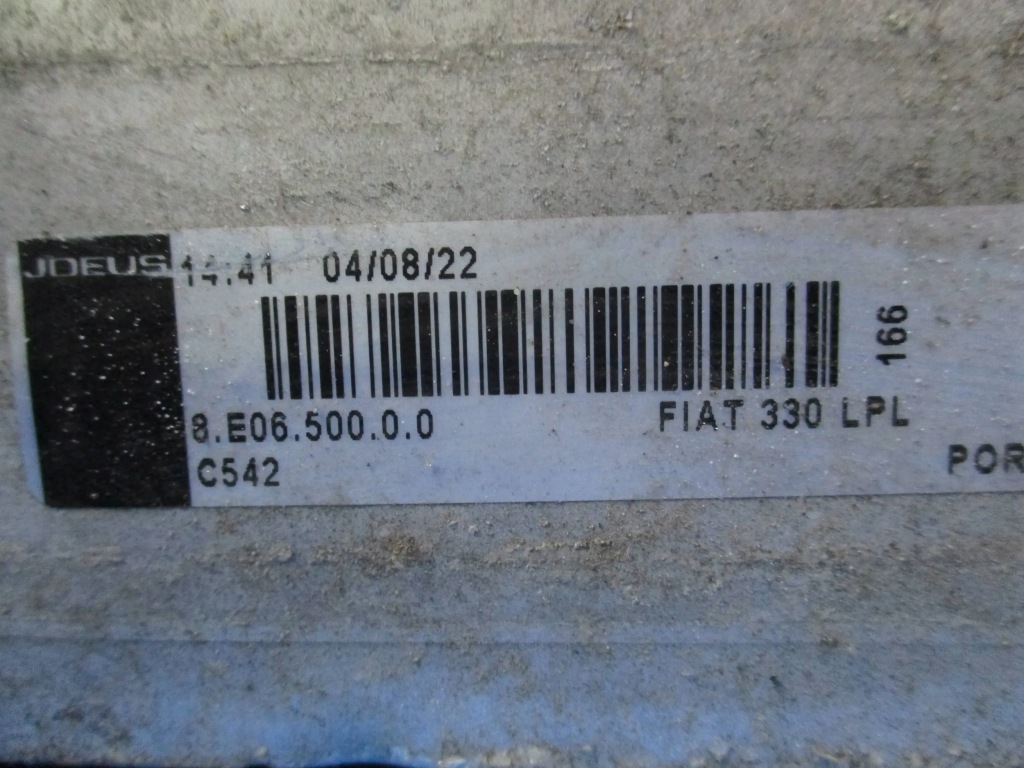 JDEUS 14:41 04/08/22
166
8.E06.500.0.0 FIAT 330 LPL
C542 POR